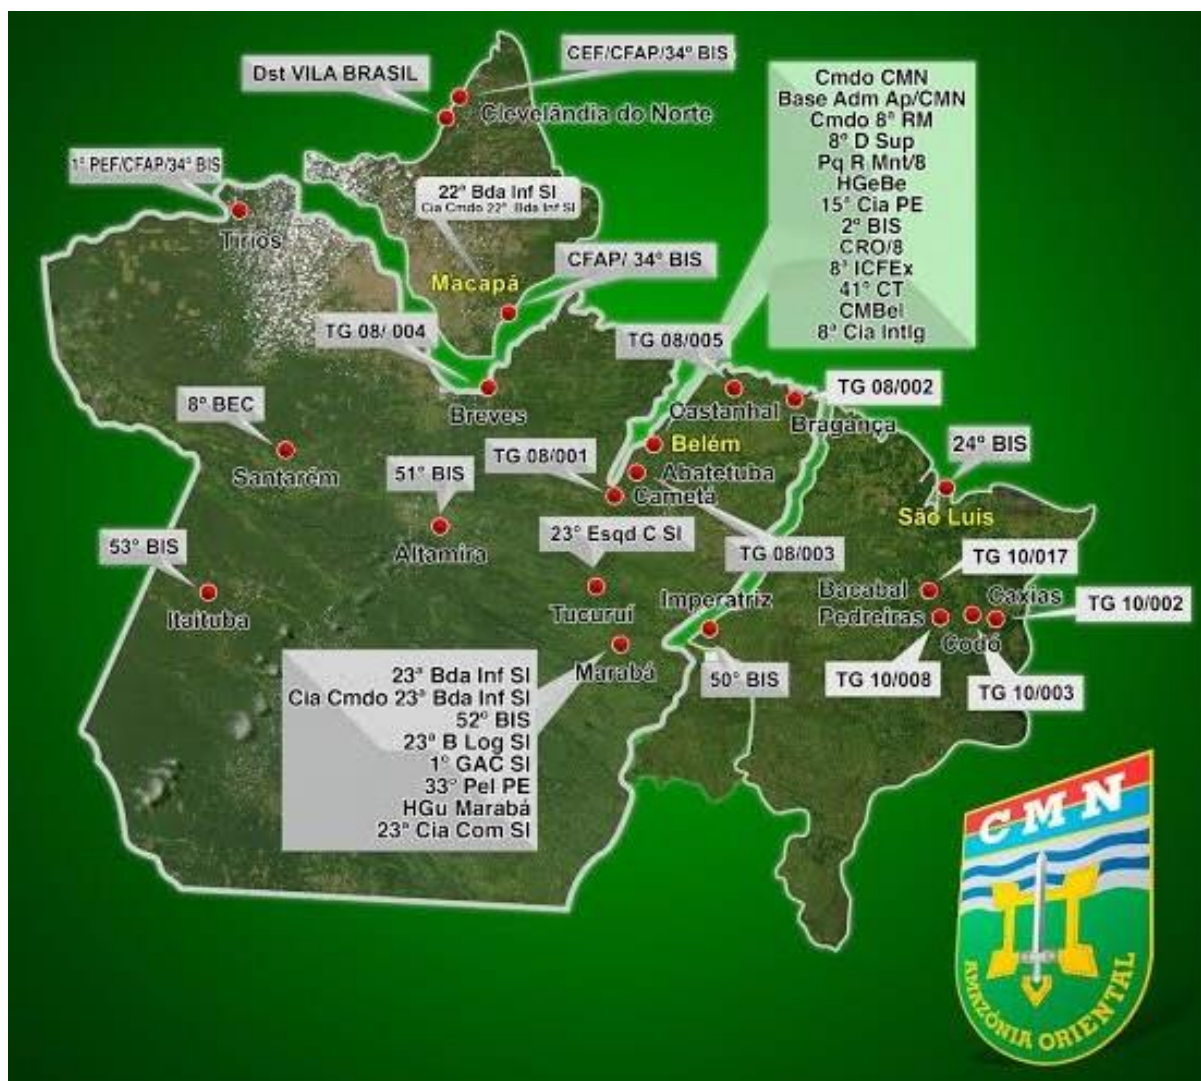 CEF/CFAP/34º BIS
Dst VILA BRASIL
Clevelândia do Norte
1º PEF/CFAP/34º BIS
Tiriós
22ª Bda Inf Sl
Cia Cmdo 22ª Bda Inf Sl
CFAP/ 34º BIS
Macapá
TG 08/ 004
Breves
Cmdo CMN
Base Adm Ap/CMN
Cmdo 8ª RM
8º D Sup
Pq R Mnt/8
HGeBe
15ª Cia PE
2º BIS
CRO/8
8ª ICFEx
41º CT
CMBel
8ª Cia Intlg
TG 08/005
Castanhal
TG 08/002
Bragança
8º BEC
Santarém
TG 08/001
Belém
Abatetuba
Cametá
TG 08/003
24º BIS
São Luís
51º BIS
Altamira
23º Esqd C Sl
Tucuruí
53º BIS
Itaituba
Imperatriz
50º BIS
TG 10/017
Bacabal
Caxias
TG 10/002
Pedreiras
Codó
TG 10/008
TG 10/003
Marabá
23ª Bda Inf Sl
Cia Cmdo 23ª Bda Inf Sl
52º BIS
23º B Log Sl
1º GAC Sl
33º Pel PE
HGu Marabá
23ª Cia Com Sl
CMN
AMAZÔNIA ORIENTAL